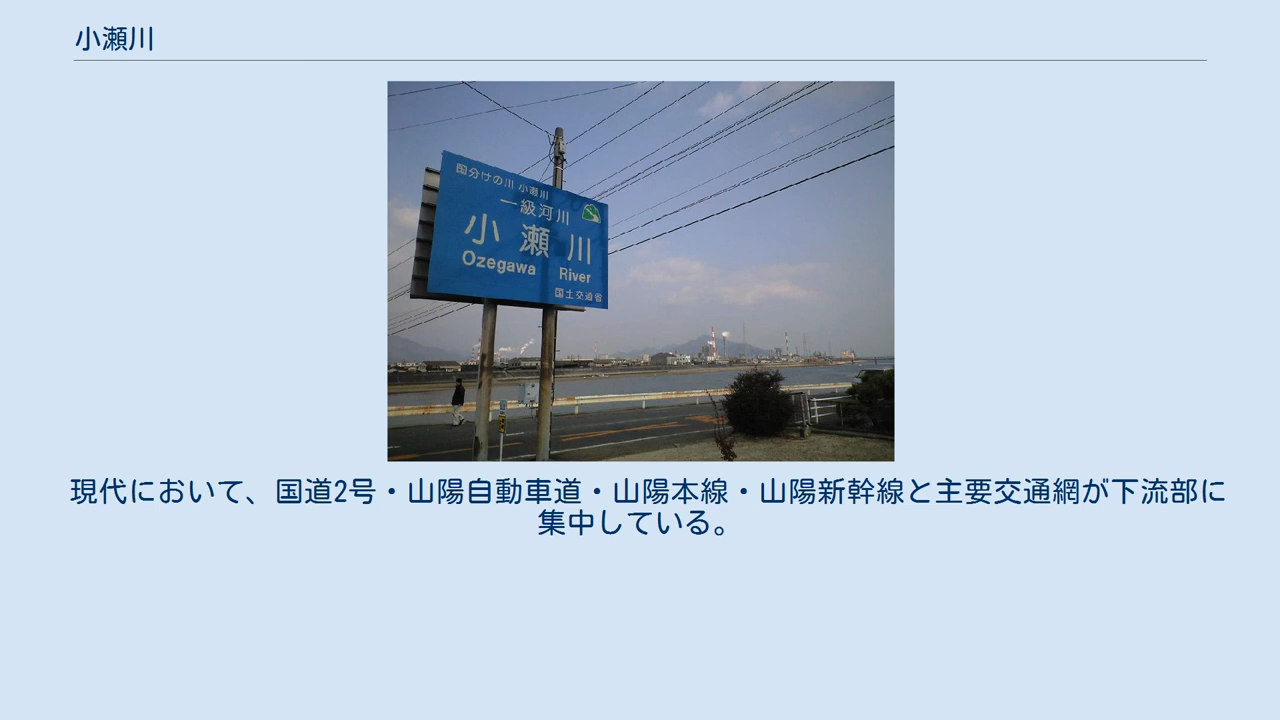 小瀬川
国分けの川 小瀬川
一級河川
小瀬川
Ozegawa River
国土交通省
現代において、国道2号・山陽自動車道・山陽本線・山陽新幹線と主要交通網が下流部に
集中している。